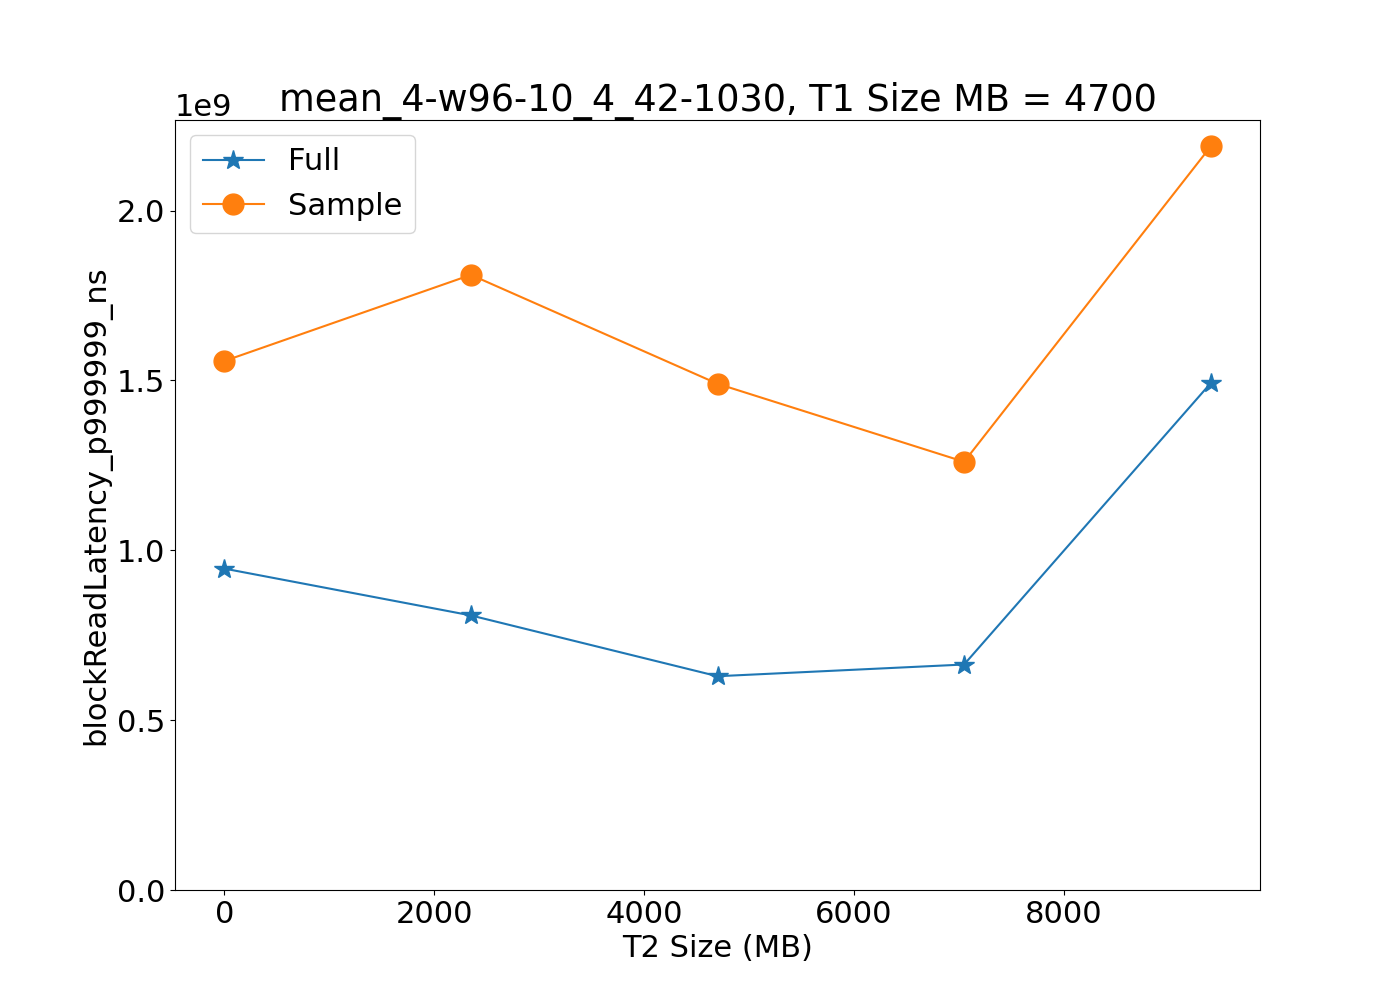 mean_4-w96-10_4_42-1030, T1 Size MB = 4700
1e9
Full
Sample
2.0
1.5
1.0
0.5
0.0
blockReadLatency_p999999_ns
0
2000
4000
6000
8000
T2 Size (MB)